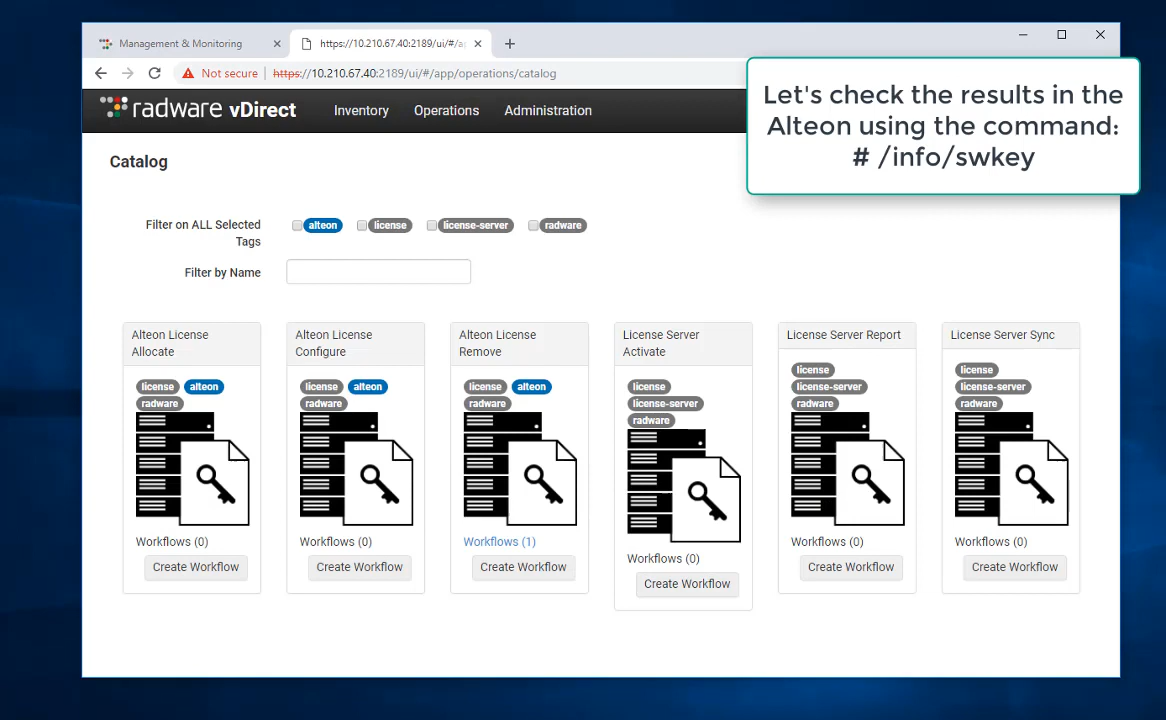 Management & Monitoring
https://10.210.67.40:2189/ui/#/ap
Not secure
https://10.210.67.40:2189/ui/#/app/operations/catalog
Let's check the results in the
Alteon using the command:
# /info/swkey
radware vDirect
Inventory
Operations
Administration
Catalog
Filter on ALL Selected
Tags
alteon
license
license-server
radware
Filter by Name
Alteon License
Allocate
license alteon
radware
Workflows (0)
Create Workflow
Alteon License
Configure
license alteon
radware
Workflows (0)
Create Workflow
Alteon License
Remove
license alteon
radware
Workflows (1)
Create Workflow
License Server
Activate
license
license-server
radware
Workflows (0)
Create Workflow
License Server Report
license
license-server
radware
Workflows (0)
Create Workflow
License Server Sync
license
license-server
radware
Workflows (0)
Create Workflow